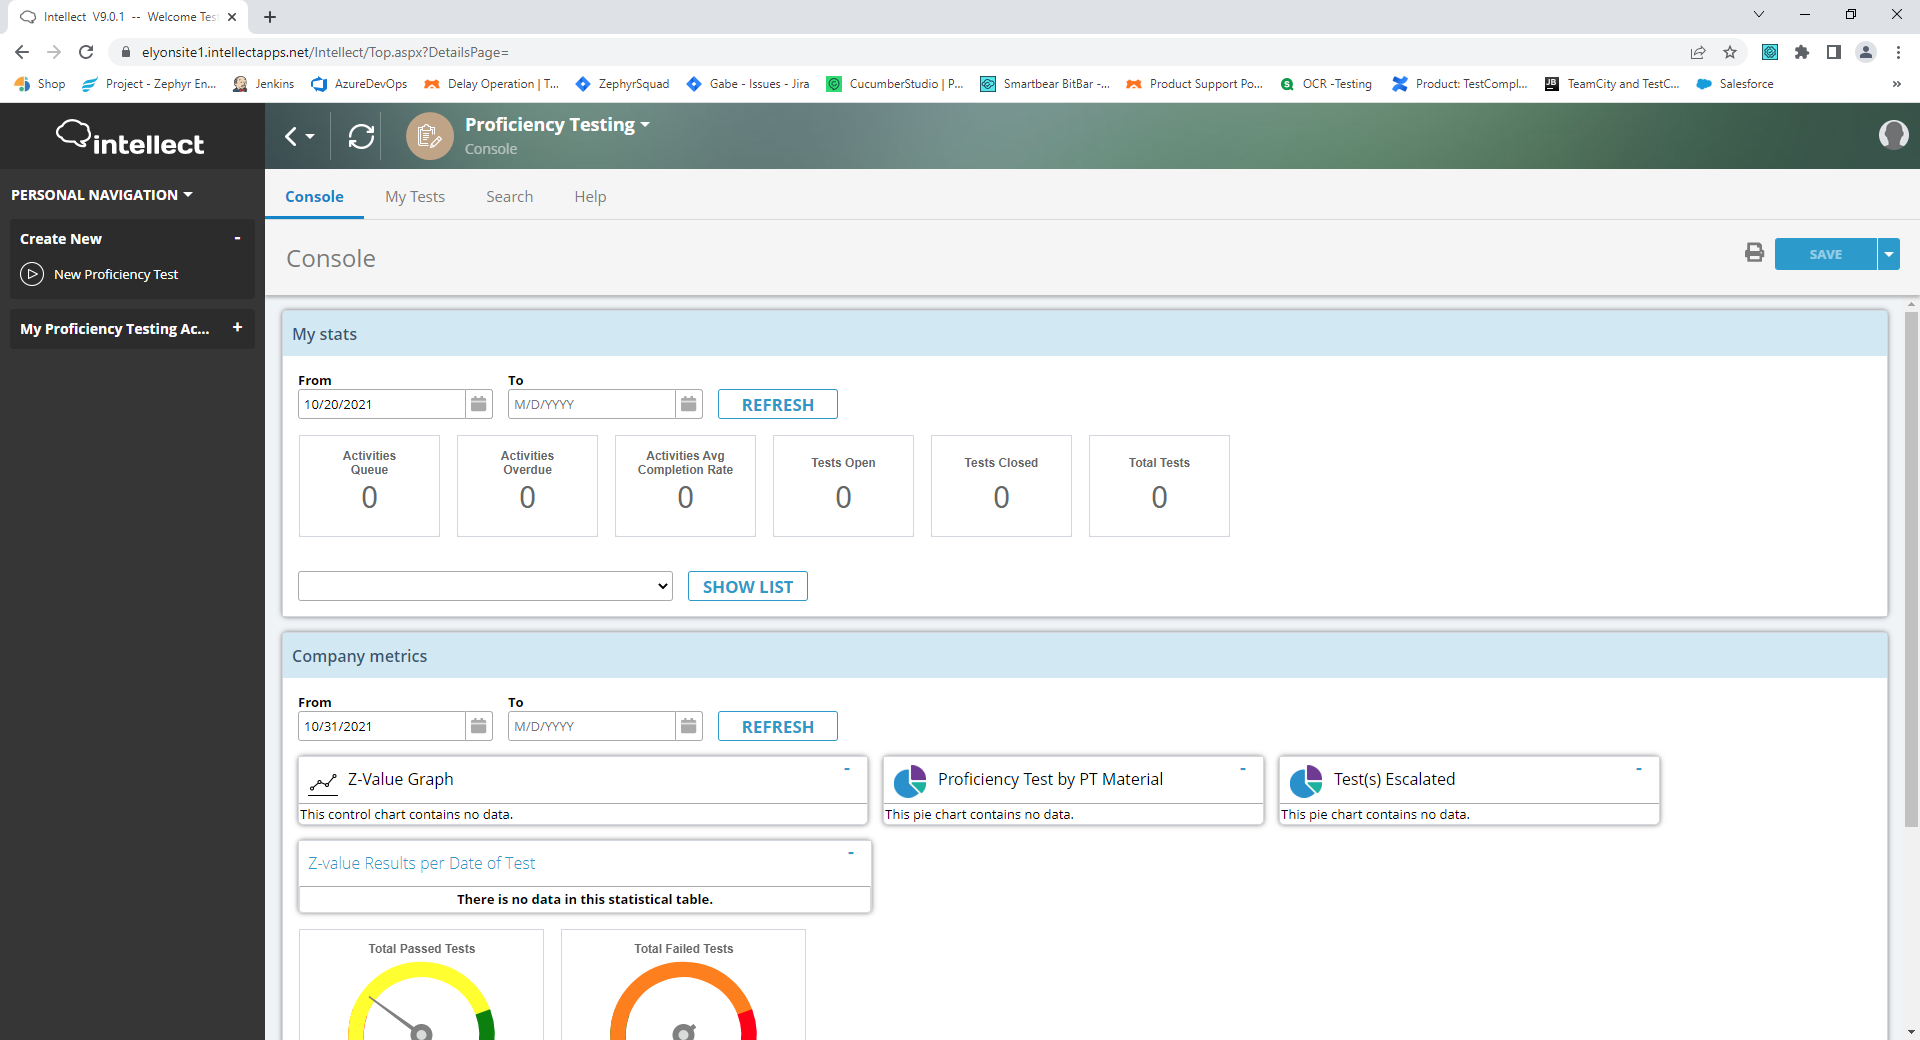 Intellect V9.0.1 -- Welcome Tes
elyonsite1.intellectapps.net/Intellect/Top.aspx?DetailsPage=
Shop
Project - Zephyr En...
Jenkins
AzureDevOps
Delay Operation | T...
ZephyrSquad
Gabe - Issues - Jira
CucumberStudio | P...
Smartbear BitBar -...
Product Support Po...
OCR -Testing
Product: TestCompl...
TeamCity and TestC...
Salesforce
intellect
Proficiency Testing
Console
PERSONAL NAVIGATION
Create New
-
New Proficiency Test
My Proficiency Testing Ac...
+
Console
My Tests
Search
Help
Console
SAVE
My stats
From
To
10/20/2021
M/D/YYYY
REFRESH
Activities
Queue
0
Activities
Overdue
0
Activities Avg
Completion Rate
0
Tests Open
0
Tests Closed
0
Total Tests
0
SHOW LIST
Company metrics
From
To
10/31/2021
M/D/YYYY
REFRESH
Z-Value Graph
-
This control chart contains no data.
Proficiency Test by PT Material
-
This pie chart contains no data.
Test(s) Escalated
-
This pie chart contains no data.
Z-value Results per Date of Test
-
There is no data in this statistical table.
Total Passed Tests
Total Failed Tests